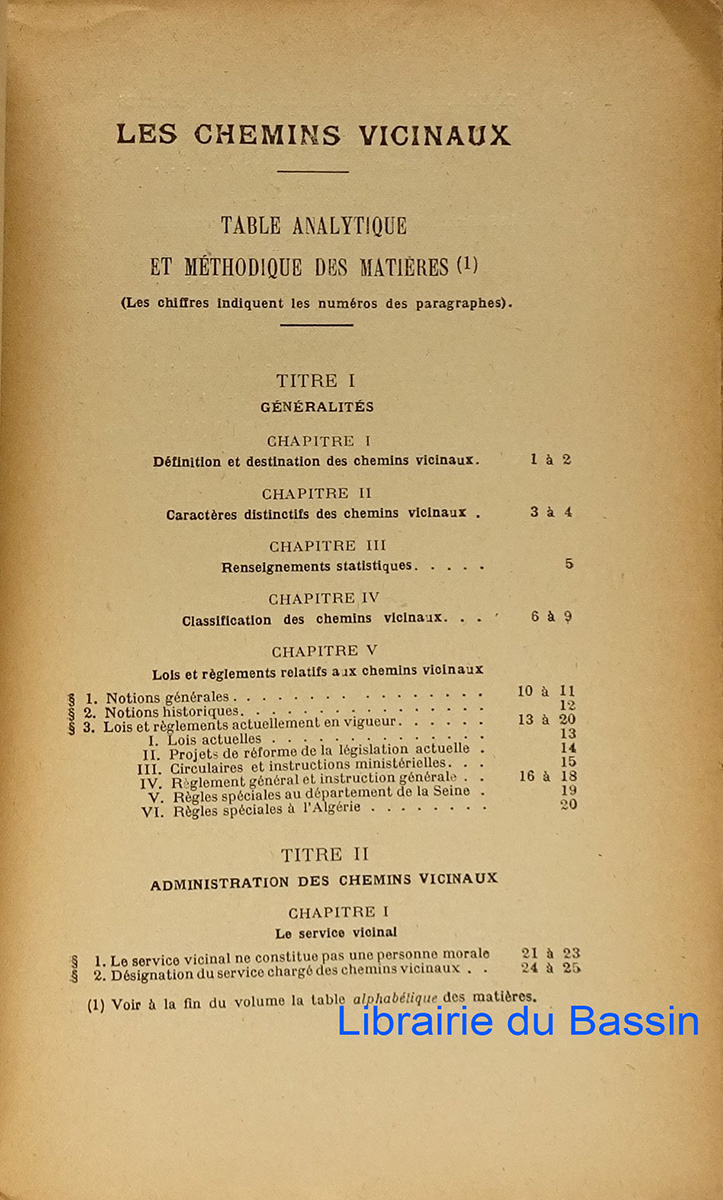 LES CHEMINS VICINAUX
TABLE ANALYTIQUE
ET MÉTHODIQUE DES MATIÈRES (1)
(Les chiffres indiquent les numéros des paragraphes).
TITRE I
GÉNÉRALITÉS
CHAPITRE I
Définition et destination des chemins vicinaux. 1 à 2
CHAPITRE II
Caractères distinctifs des chemins vicinaux . 3 à 4
CHAPITRE III
Renseignements statistiques. . . . . 5
CHAPITRE IV
Classification des chemins vicinaux. . . . 6 à 9
CHAPITRE V
Lois et règlements relatifs aux chemins vicinaux
§ 1. Notions générales . . . . . . . . . . . . . . . . 10 à 11
§ 2. Notions historiques. . . . . . . . . . . . . . . 12
§ 3. Lois et règlements actuellement en vigueur. . . . . . 13 à 20
I. Lois actuelles . . . . . . . . . . . . . 13
II. Projets de réforme de la législation actuelle . 14
III. Circulaires et instructions ministérielles. . . 15
IV. Règlement général et instruction générale . . 16 à 18
V. Règles spéciales au département de la Seine . 19
VI. Règles spéciales à l'Algérie . . . . . . . . 20
TITRE II
ADMINISTRATION DES CHEMINS VICINAUX
CHAPITRE I
Le service vicinal
§ 1. Le service vicinal ne constitue pas une personne morale 21 à 23
§ 2. Désignation du service chargé des chemins vicinaux . . 24 à 25
(1) Voir à la fin du volume la table alphabétique des matières.
Librairie du Bassin